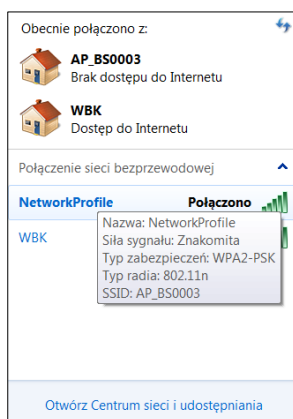 Obecnie połączono z:
AP_BS0003
Brak dostępu do Internetu
WBK
Dostęp do Internetu
Połączenie sieci bezprzewodowej
NetworkProfile Połączono
WBK
Nazwa: NetworkProfile
Siła sygnału: Znakomita
Typ zabezpieczeń: WPA2-PSK
Typ radia: 802.11n
SSID: AP_BS0003
Otwórz Centrum sieci i udostępniania